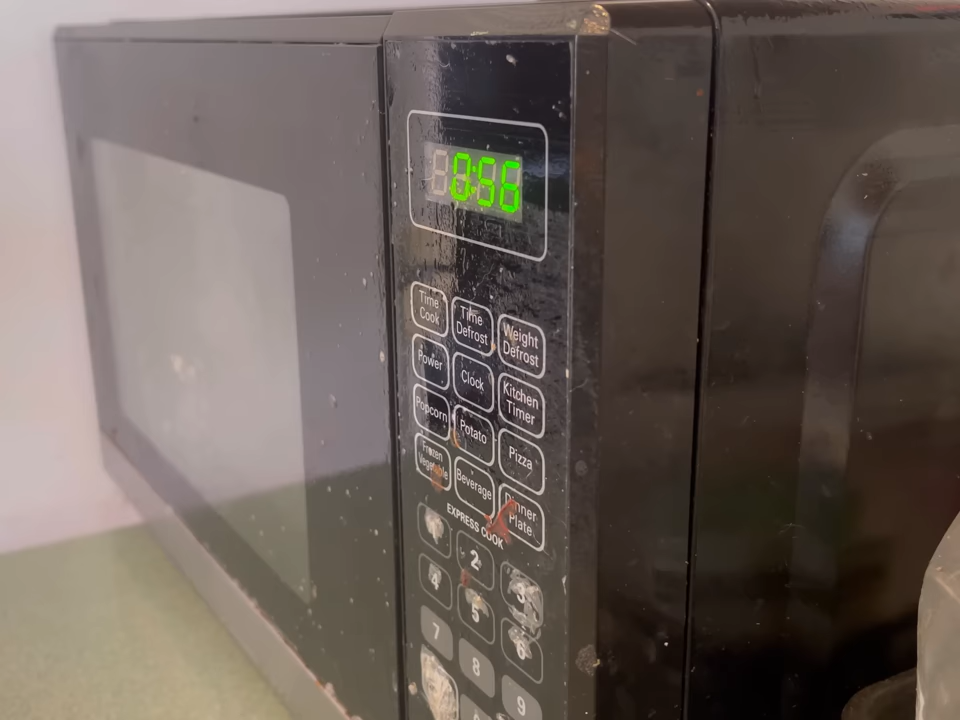 0:56
Time Cook
Time Defrost
Weight Defrost
Power
Clock
Kitchen Timer
Popcorn
Potato
Pizza
Frozen Vegetable
Beverage
Dinner Plate
EXPRESS COOK
1
2
3
4
5
6
7
8
9